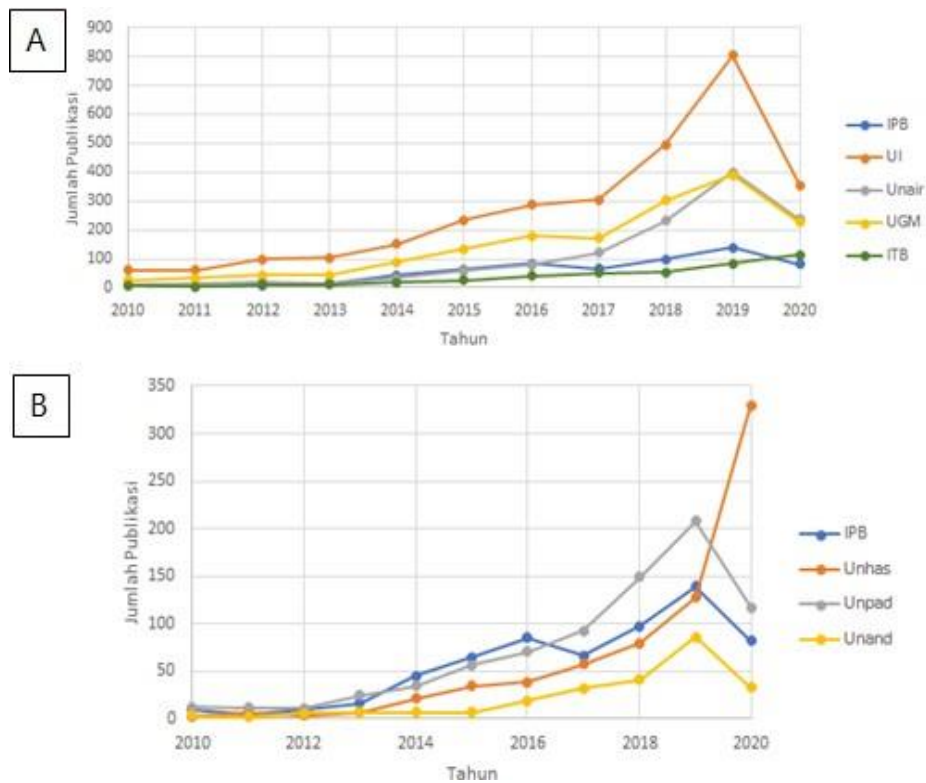 A
900
800
700
600
500
400
300
200
100
0
Jumlah Publikasi
2010 2011 2012 2013 2014 2015 2016 2017 2018 2019 2020
Tahun
IPB
UI
Unair
UGM
ITB
B
350
300
250
200
150
100
50
0
Jumlah Publikasi
2010 2012 2014 2016 2018 2020
Tahun
IPB
Unhas
Unpad
Unand